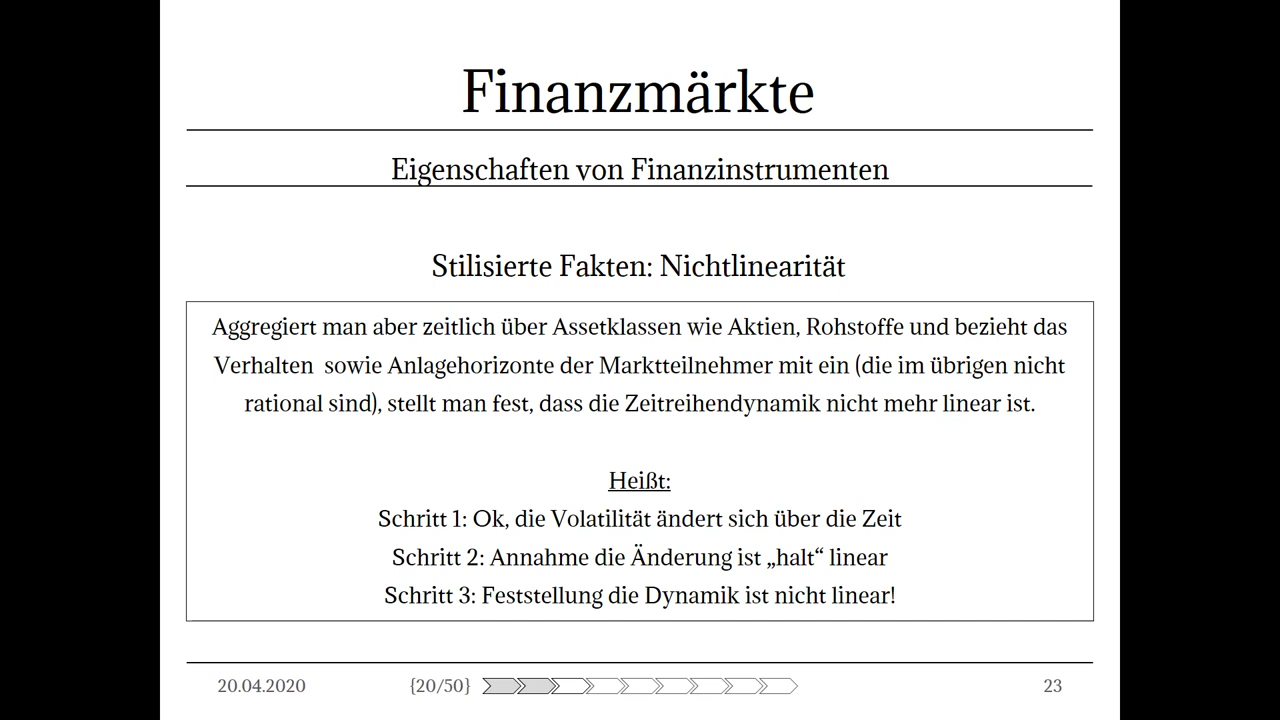 Finanzmärkte
Eigenschaften von Finanzinstrumenten
Stilisierte Fakten: Nichtlinearität
Aggregiert man aber zeitlich über Assetklassen wie Aktien, Rohstoffe und bezieht das
Verhalten  sowie Anlagehorizonte der Marktteilnehmer mit ein (die im übrigen nicht
rational sind), stellt man fest, dass die Zeitreihendynamik nicht mehr linear ist.
Heißt:
Schritt 1: Ok, die Volatilität ändert sich über die Zeit
Schritt 2: Annahme die Änderung ist „halt“ linear
Schritt 3: Feststellung die Dynamik ist nicht linear!
20.04.2020 {20/50} 23